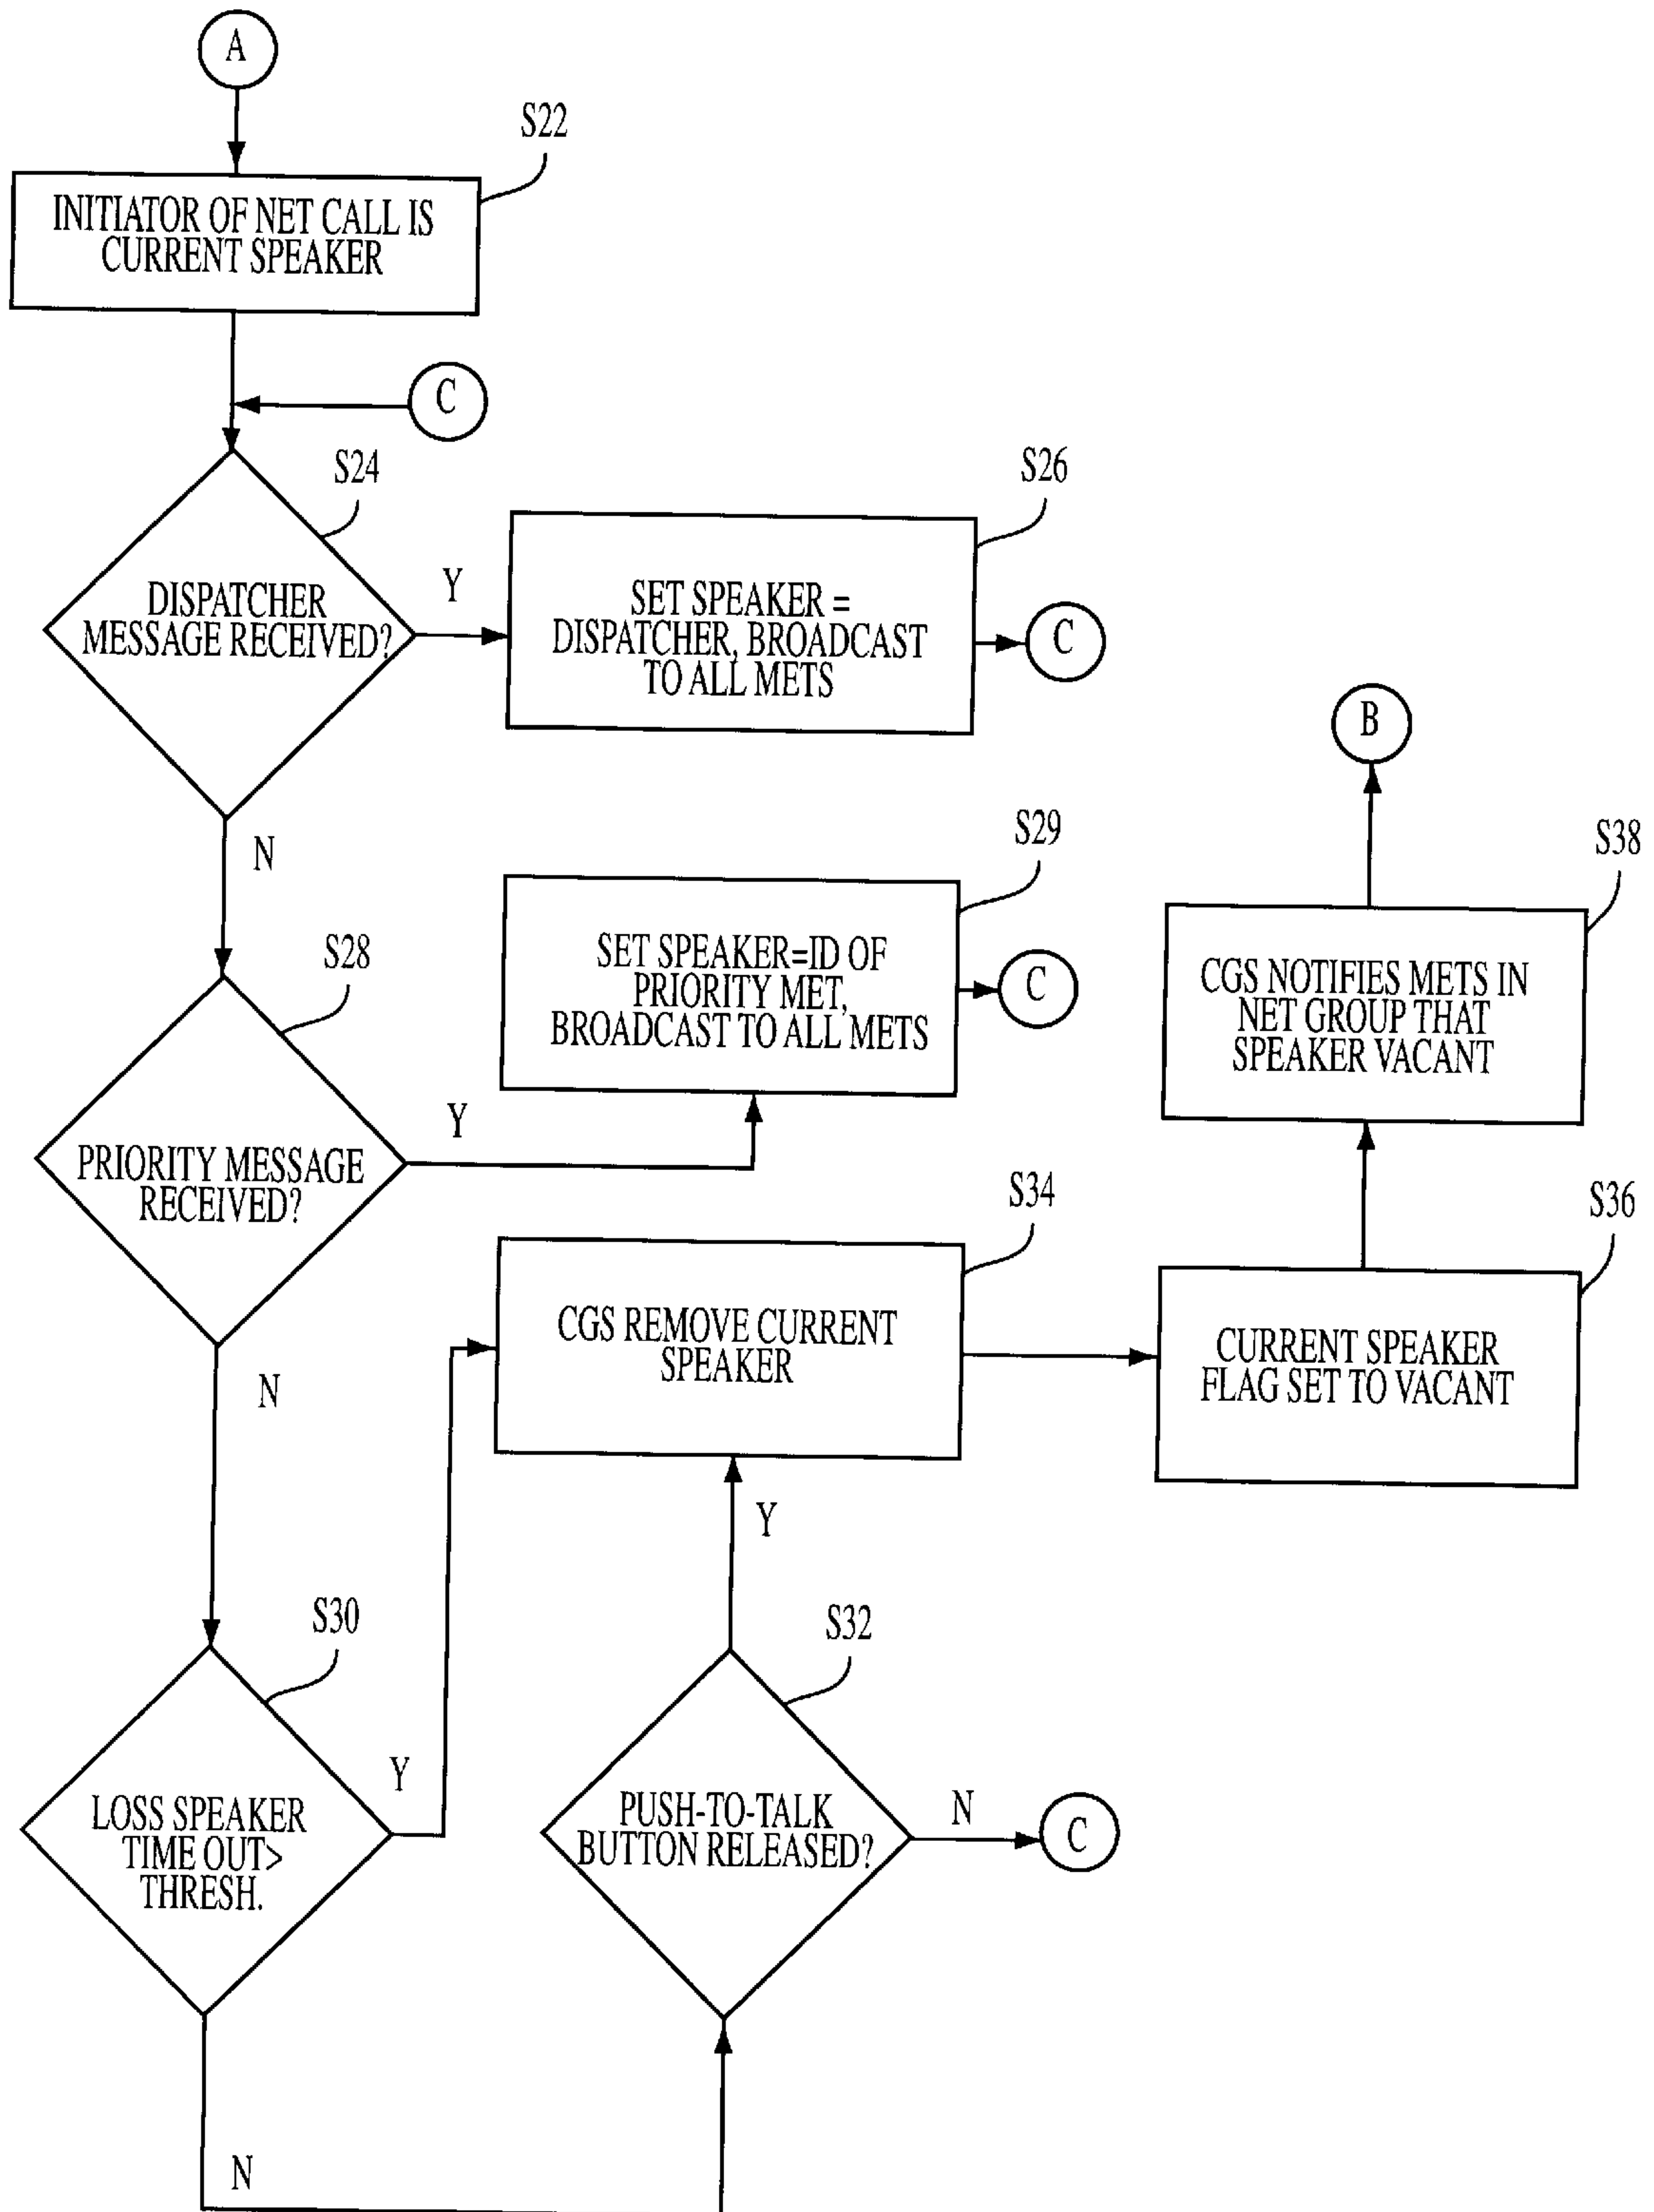 A
S22
INITIATOR OF NET CALL IS
CURRENT SPEAKER
C
S24
DISPATCHER
MESSAGE RECEIVED?
Y
N
S26
SET SPEAKER =
DISPATCHER, BROADCAST
TO ALL METS
C
B
S28
PRIORITY MESSAGE
RECEIVED?
Y
N
S29
SET SPEAKER=ID OF
PRIORITY MET,
BROADCAST TO ALL METS
C
S38
CGS NOTIFIES METS IN
NET GROUP THAT
SPEAKER VACANT
S34
CGS REMOVE CURRENT
SPEAKER
S36
CURRENT SPEAKER
FLAG SET TO VACANT
Y
S30
LOSS SPEAKER
TIME OUT>
THRESH.
Y
N
S32
PUSH-TO-TALK
BUTTON RELEASED?
N
C